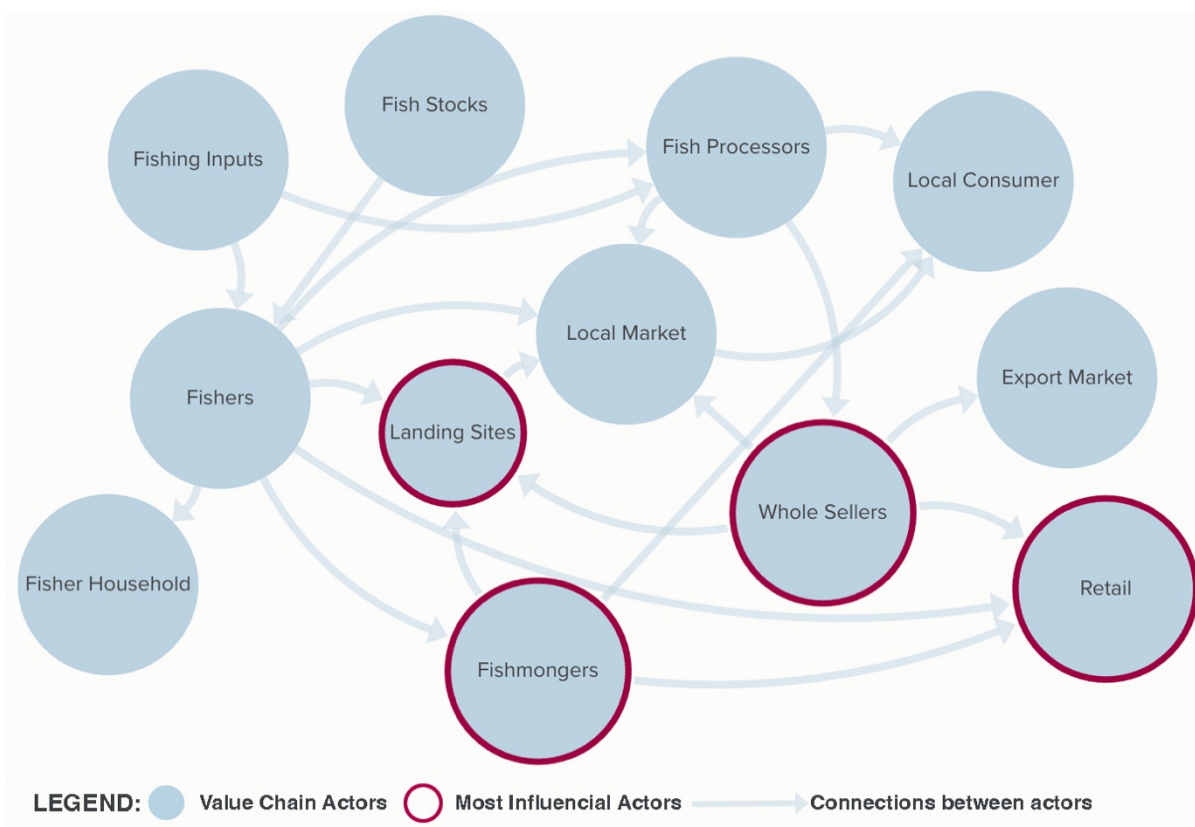 Fish Stocks
Fishing Inputs
Fish Processors
Local Consumer
Local Market
Export Market
Fishers
Landing Sites
Whole Sellers
Fisher Household
Retail
Fishmongers
LEGEND: Value Chain Actors Most Influencial Actors Connections between actors